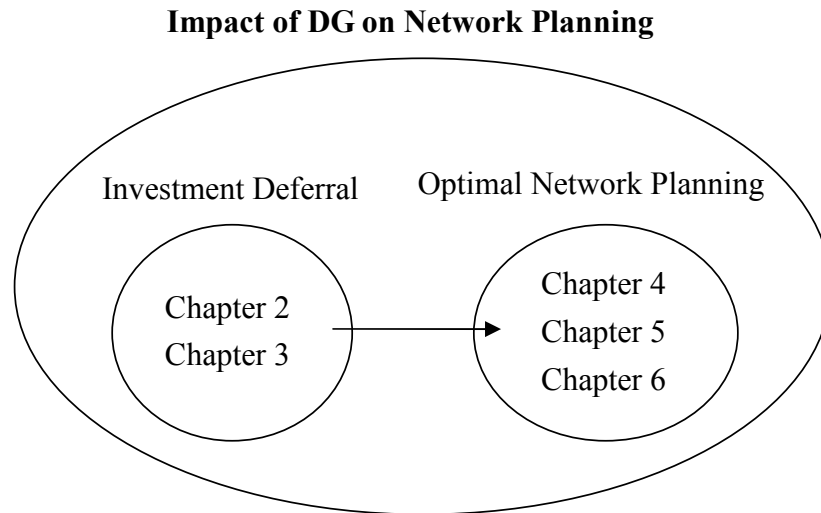 Impact of DG on Network Planning
Investment Deferral
Optimal Network Planning
Chapter 2
Chapter 3
Chapter 4
Chapter 5
Chapter 6